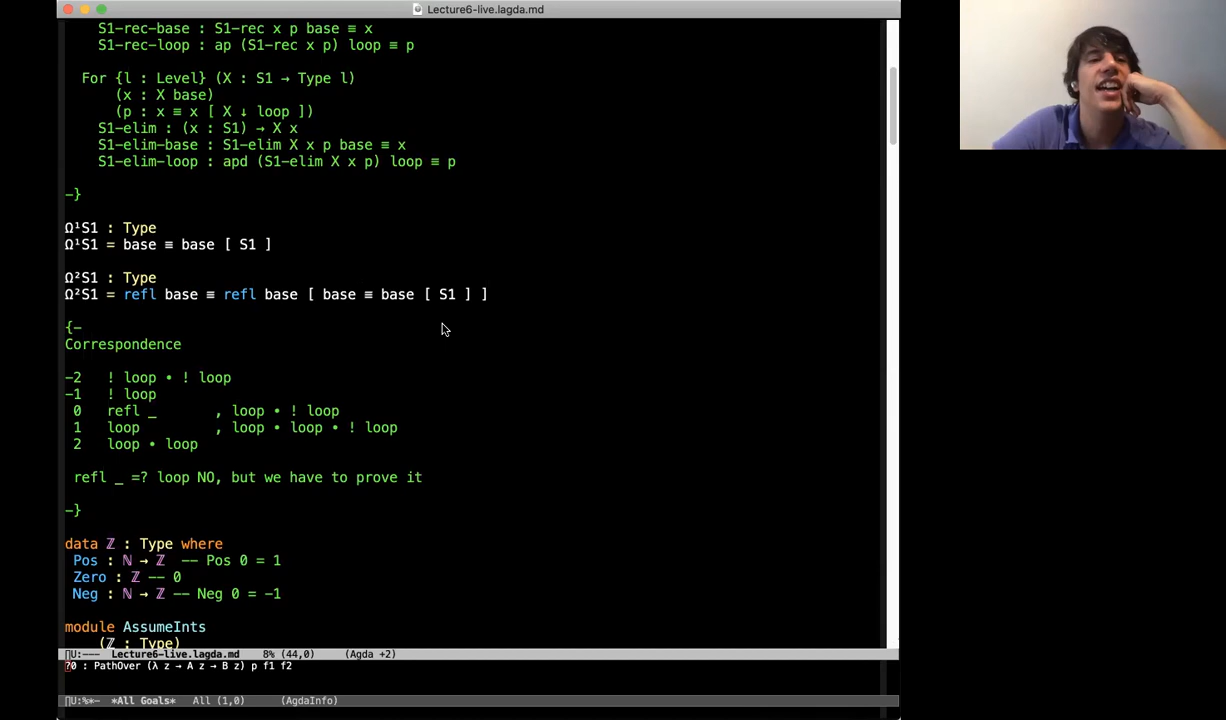 Lecture6-live.lagda.md
S1-rec-base : S1-rec x p base ≡ x
S1-rec-loop : ap (S1-rec x p) loop ≡ p
For {l : Level} (X : S1 → Type l)
(x : X base)
(p : x ≡ x [ X ↓ loop ])
S1-elim : (x : S1) → X x
S1-elim-base : S1-elim X x p base ≡ x
S1-elim-loop : apd (S1-elim X x p) loop ≡ p
-}
Ω¹S1 : Type
Ω¹S1 = base ≡ base [ S1 ]
Ω²S1 : Type
Ω²S1 = refl base ≡ refl base [ base ≡ base [ S1 ] ]
{-
Correspondence
-2 ! loop • ! loop
-1 ! loop
0 refl _ , loop • ! loop
1 loop , loop • loop • ! loop
2 loop • loop
refl _ =? loop NO, but we have to prove it
-}
data ℤ : Type where
Pos : ℕ → ℤ -- Pos 0 = 1
Zero : ℤ -- 0
Neg : ℕ → ℤ -- Neg 0 = -1
module AssumeInts
(ℤ : Type)
∏U:--- Lecture6-live.lagda.md 8% (44,0) (Agda +2)
?0 : PathOver (λ z → A z → B z) p f1 f2
∏U:%*- *All Goals* All (1,0) (AgdaInfo)